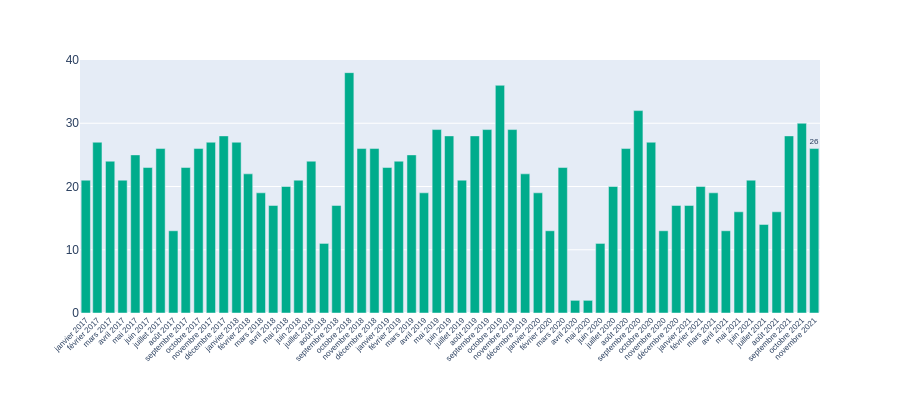 40
30
20
10
0
26
janvier 2017
février 2017
mars 2017
avril 2017
mai 2017
juin 2017
juillet 2017
août 2017
septembre 2017
octobre 2017
novembre 2017
décembre 2017
janvier 2018
février 2018
mars 2018
avril 2018
mai 2018
juin 2018
juillet 2018
août 2018
septembre 2018
octobre 2018
novembre 2018
décembre 2018
janvier 2019
février 2019
mars 2019
avril 2019
mai 2019
juin 2019
juillet 2019
août 2019
septembre 2019
octobre 2019
novembre 2019
décembre 2019
janvier 2020
février 2020
mars 2020
avril 2020
mai 2020
juin 2020
juillet 2020
août 2020
septembre 2020
octobre 2020
novembre 2020
décembre 2020
janvier 2021
février 2021
mars 2021
avril 2021
mai 2021
juin 2021
juillet 2021
août 2021
septembre 2021
octobre 2021
novembre 2021